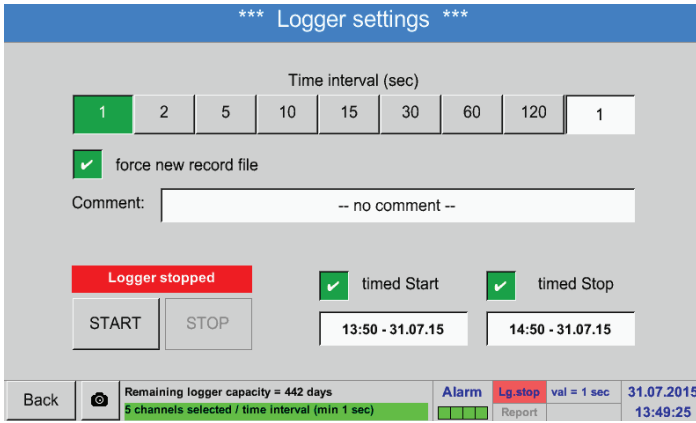 *** Logger settings ***
Time interval (sec)
1 2 5 10 15 30 60 120 1
✔ force new record file
Comment: -- no comment --
Logger stopped ✔ timed Start ✔ timed Stop
START STOP 13:50 - 31.07.15 14:50 - 31.07.15
Back Remaining logger capacity = 442 days Alarm Lg.stop val = 1 sec 31.07.2015
5 channels selected / time interval (min 1 sec) Report 13:49:25